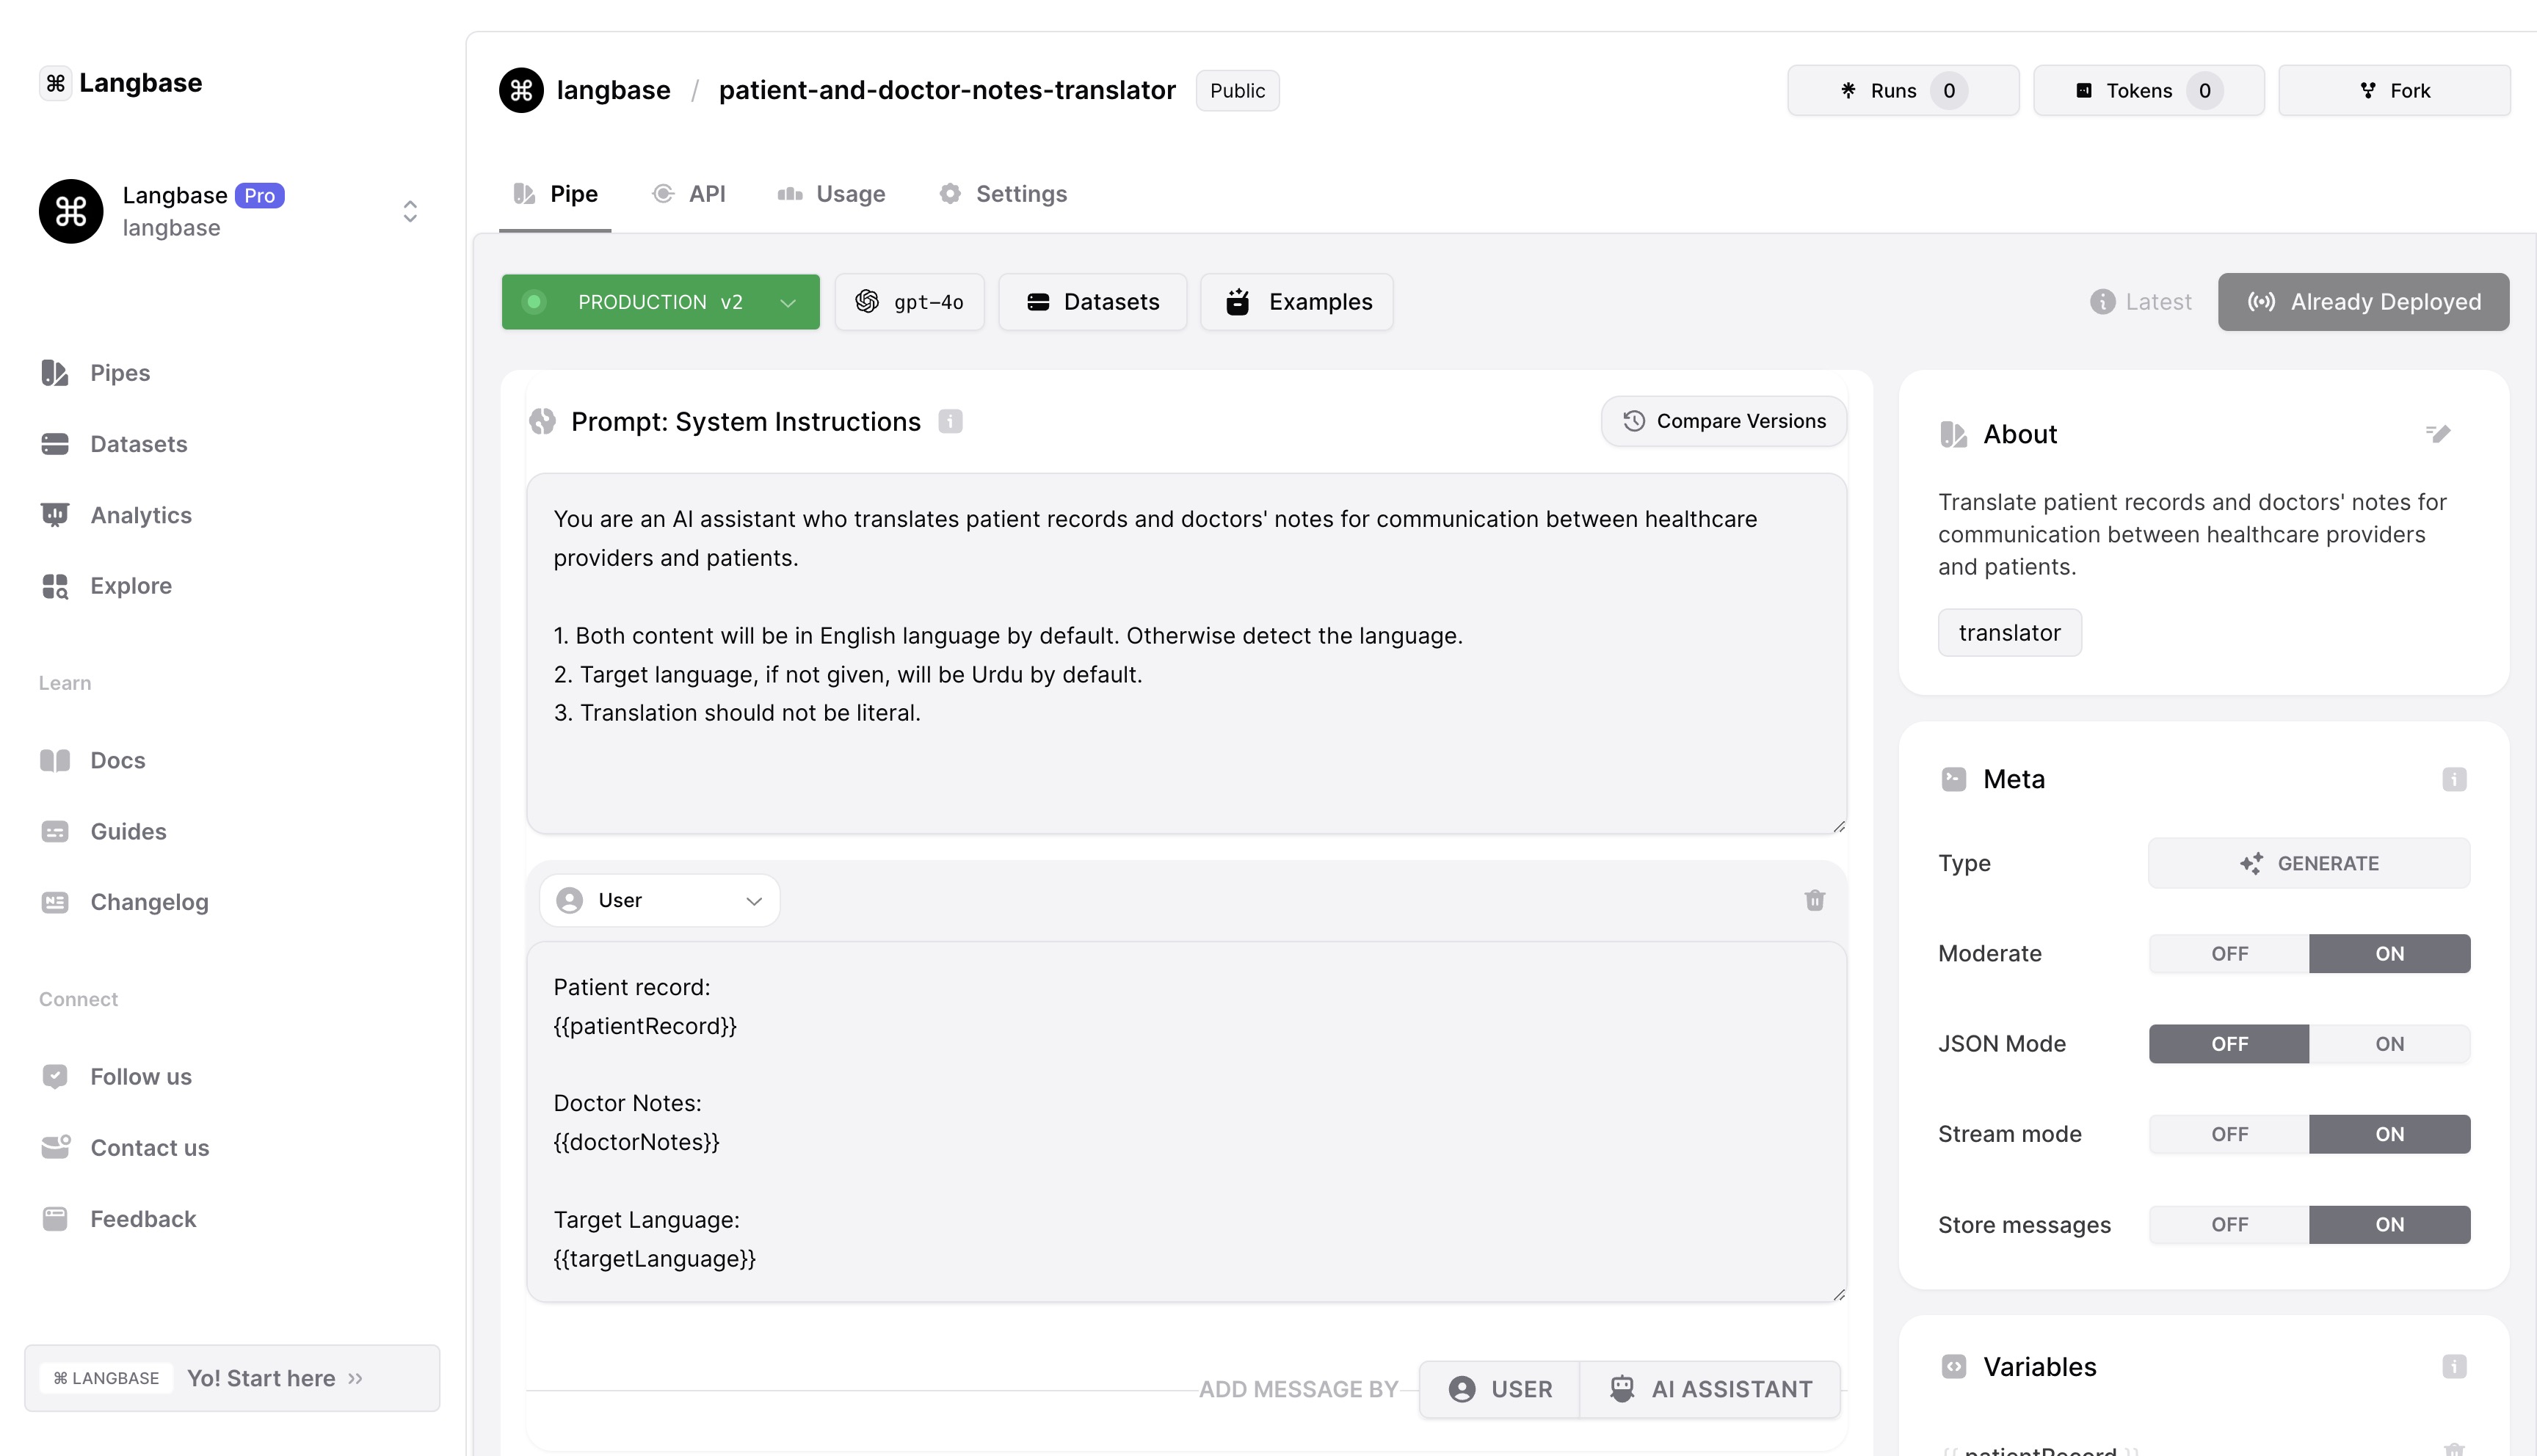 ⌘ Langbase
Langbase Pro
langbase
Pipes
Datasets
Analytics
Explore
Learn
Docs
Guides
Changelog
Connect
Follow us
Contact us
Feedback
⌘ LANGBASE Yo! Start here ››
langbase / patient-and-doctor-notes-translator Public
Runs 0 Tokens 0 Fork
Pipe API Usage Settings
PRODUCTION v2 gpt-4o Datasets Examples Latest Already Deployed
Prompt: System Instructions Compare Versions
You are an AI assistant who translates patient records and doctors' notes for communication between healthcare
providers and patients.
1. Both content will be in English language by default. Otherwise detect the language.
2. Target language, if not given, will be Urdu by default.
3. Translation should not be literal.
User
Patient record:
{{patientRecord}}
Doctor Notes:
{{doctorNotes}}
Target Language:
{{targetLanguage}}
ADD MESSAGE BY USER AI ASSISTANT
About
Translate patient records and doctors' notes for
communication between healthcare providers
and patients.
translator
Meta
Type GENERATE
Moderate OFF ON
JSON Mode OFF ON
Stream mode OFF ON
Store messages OFF ON
Variables
{{ patientRecord }}